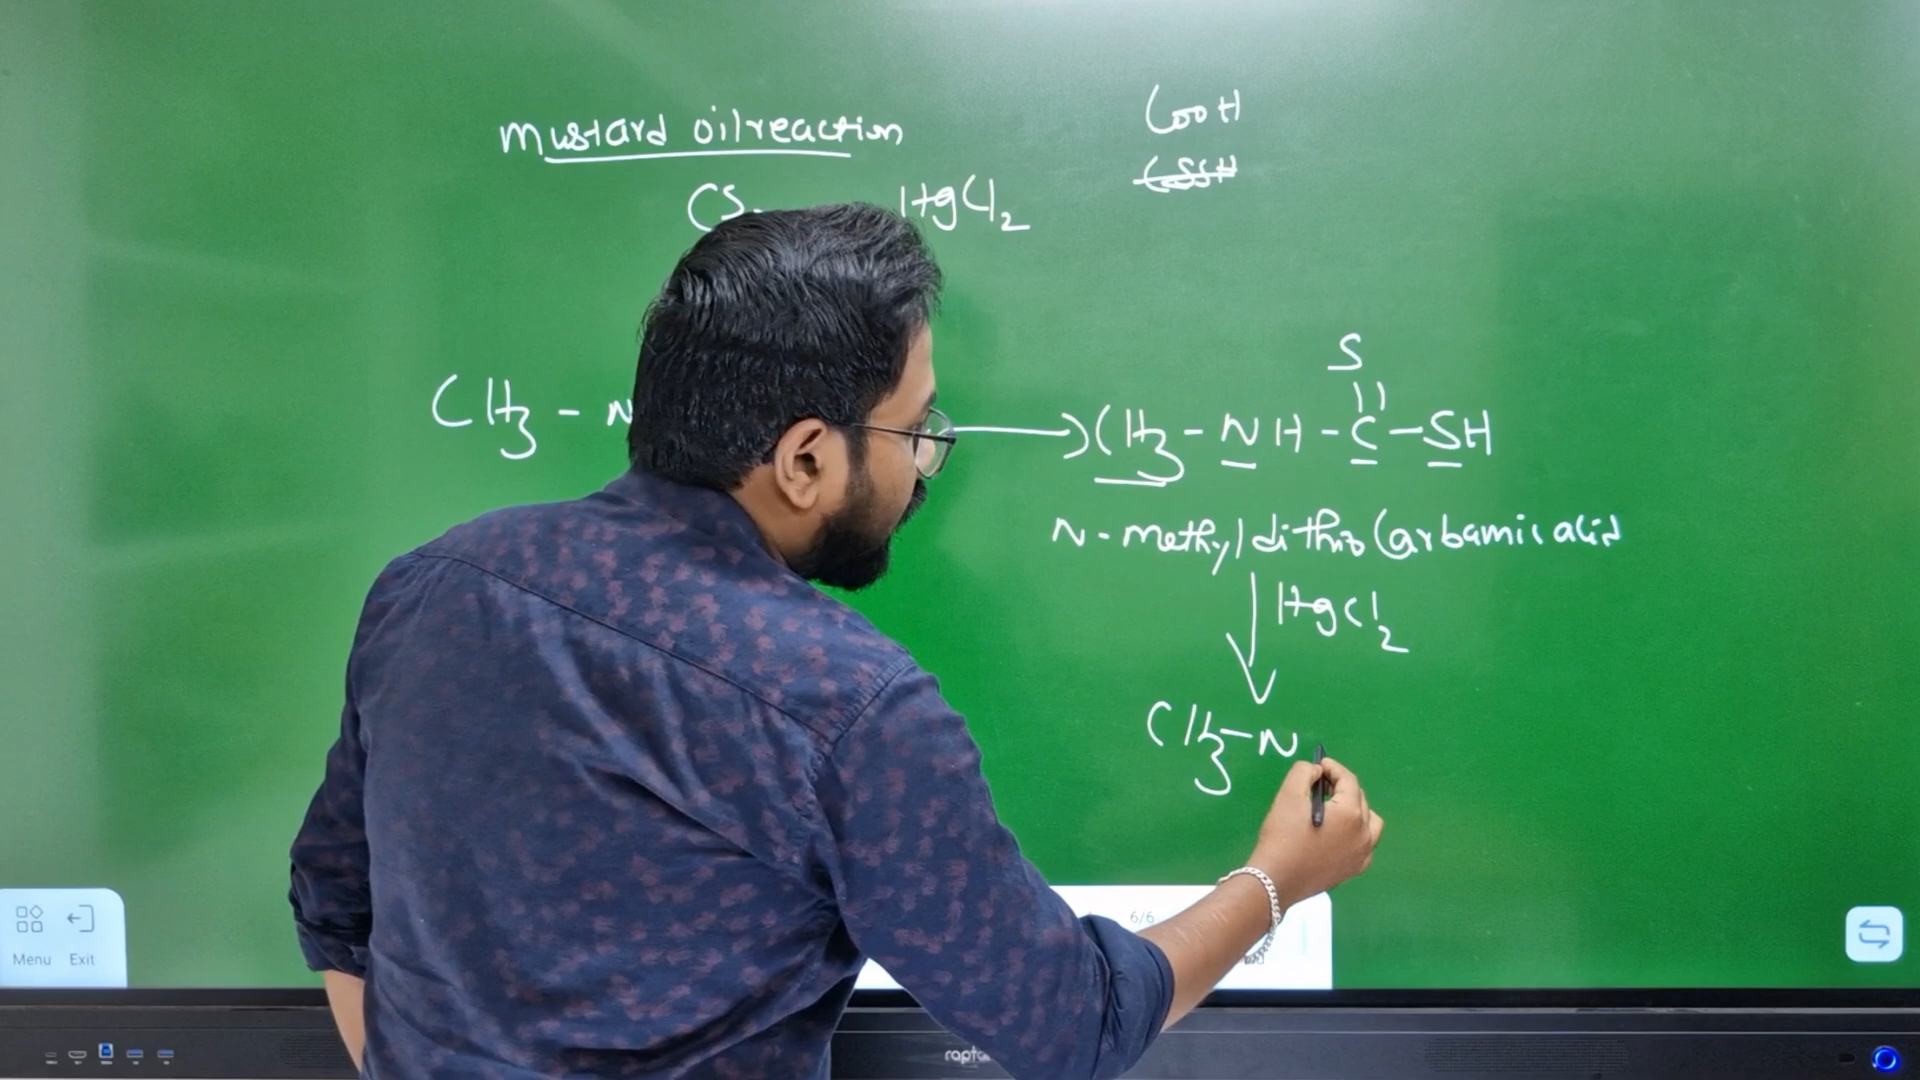 Mustard oil reaction
COOH
CSSH
CS HgCl2
S
CH3 - N
CH3 - NH - C - SH
N - methyl dithio Carbamic acid
HgCl2
CH3 - N
6/6
Menu Exit